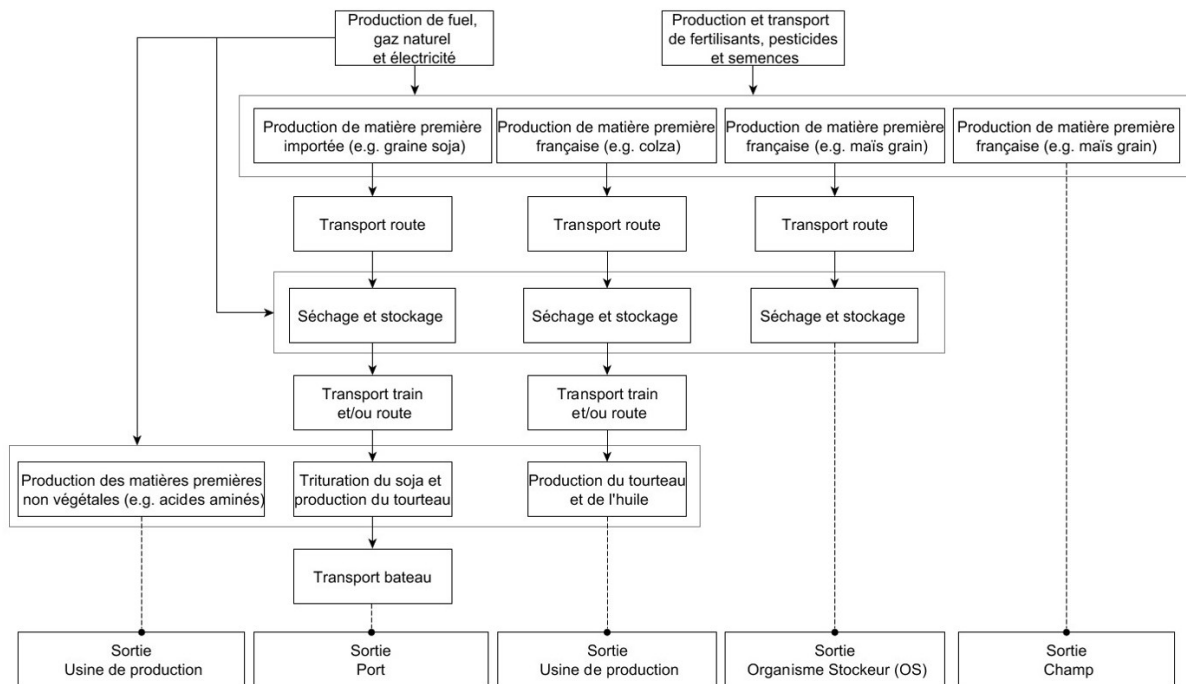 Production de fuel,
gaz naturel
et électricité
Production et transport
de fertilisants, pesticides
et semences
Production de matière première
importée (e.g. graine soja)
Production de matière première
française (e.g. colza)
Production de matière première
française (e.g. maïs grain)
Production de matière première
française (e.g. maïs grain)
Transport route
Transport route
Transport route
Séchage et stockage
Séchage et stockage
Séchage et stockage
Transport train
et/ou route
Transport train
et/ou route
Production des matières premières
non végétales (e.g. acides aminés)
Trituration du soja et
production du tourteau
Production du tourteau
et de l'huile
Transport bateau
Sortie
Usine de production
Sortie
Port
Sortie
Usine de production
Sortie
Organisme Stockeur (OS)
Sortie
Champ